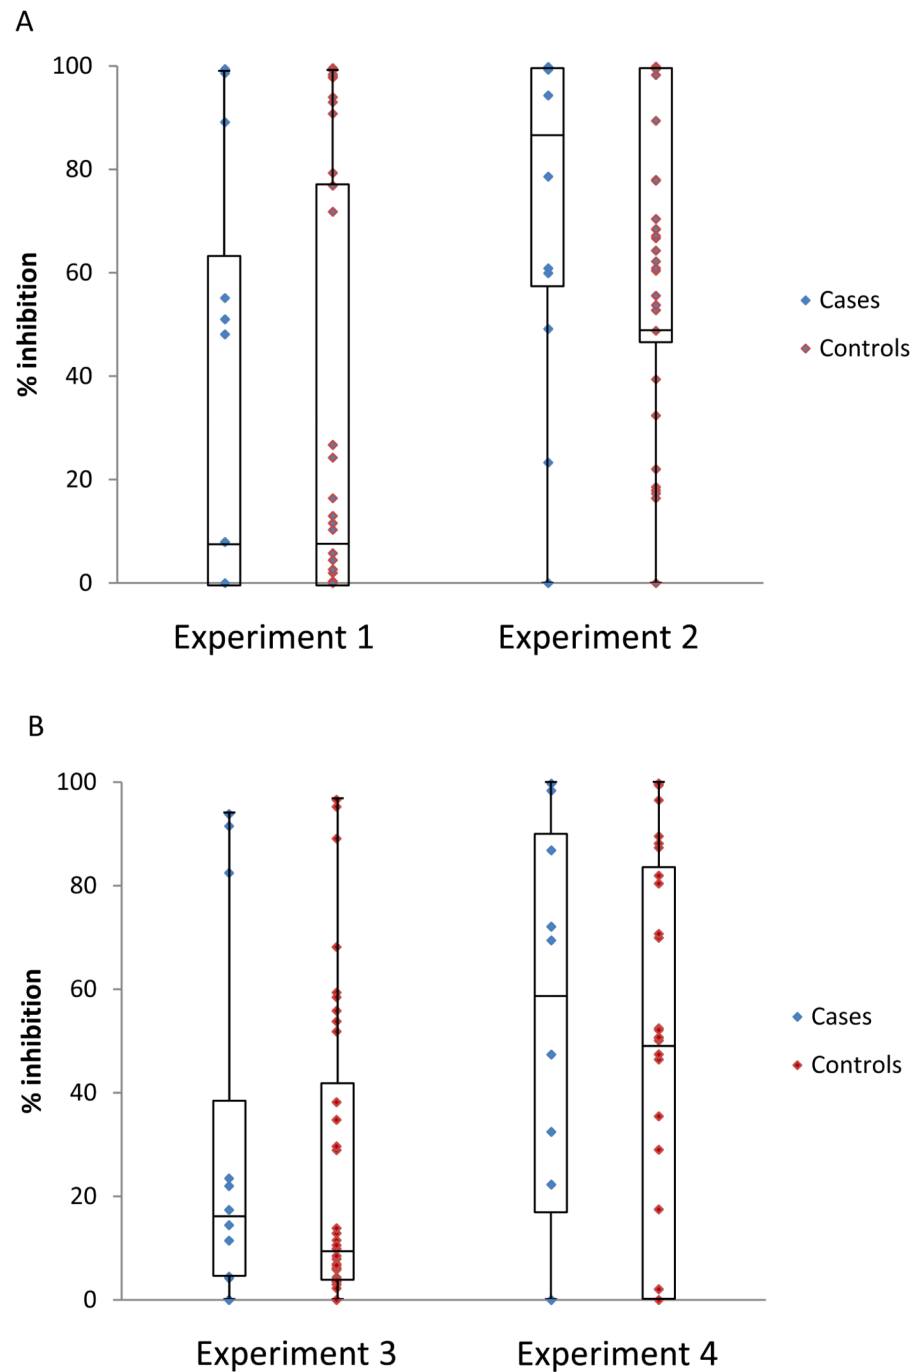 A
100
80
60
40
20
0
% inhibition
Experiment 1
Experiment 2
Cases
Controls
B
100
80
60
40
20
0
% inhibition
Experiment 3
Experiment 4
Cases
Controls